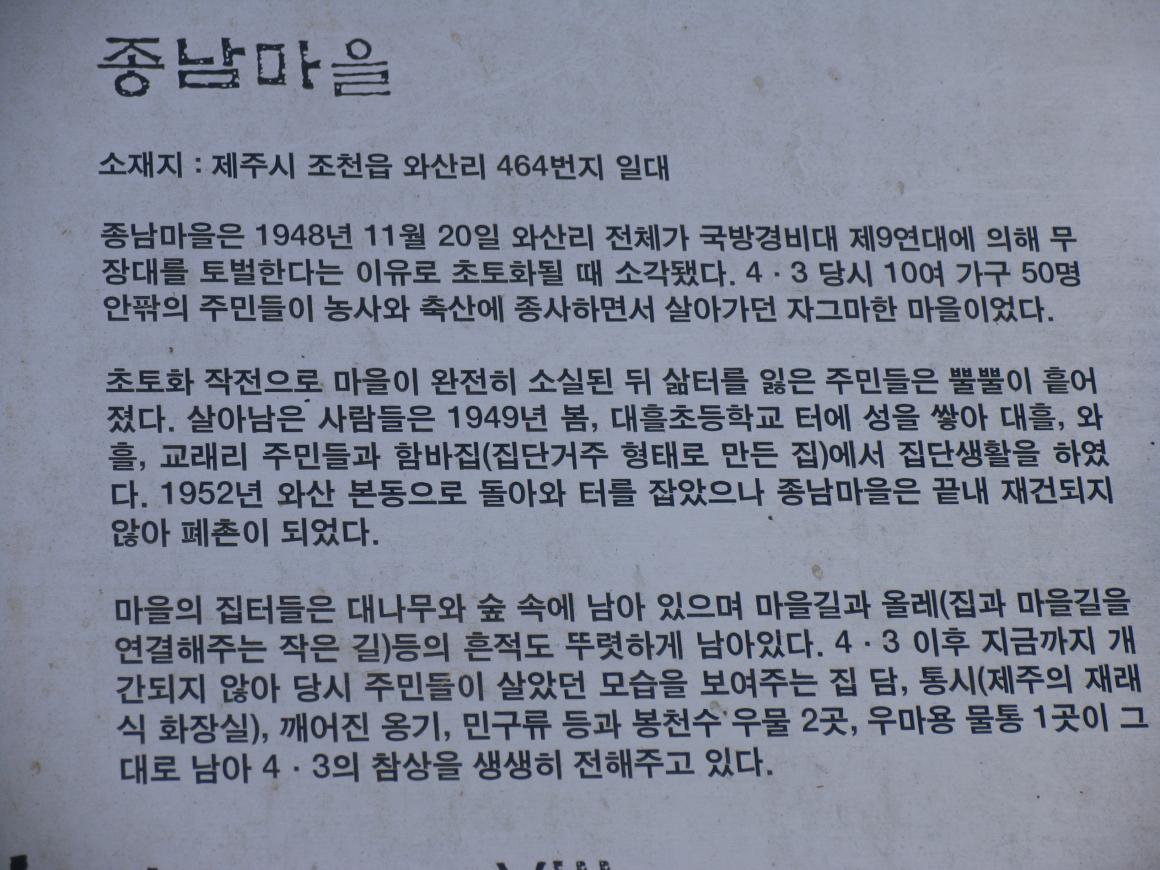 종남마을
소재지 : 제주시 조천읍 와산리 464번지 일대
종남마을은 1948년 11월 20일 와산리 전체가 국방경비대 제9연대에 의해 무
장대를 토벌한다는 이유로 초토화될 때 소각됐다. 4 · 3 당시 10여 가구 50명
안팎의 주민들이 농사와 축산에 종사하면서 살아가던 자그마한 마을이었다.
초토화 작전으로 마을이 완전히 소실된 뒤 삶터를 잃은 주민들은 뿔뿔이 흩어
졌다. 살아남은 사람들은 1949년 봄, 대흘초등학교 터에 성을 쌓아 대흘, 와
흘, 교래리 주민들과 함바집(집단거주 형태로 만든 집)에서 집단생활을 하였
다. 1952년 와산 본동으로 돌아와 터를 잡았으나 종남마을은 끝내 재건되지
않아 폐촌이 되었다.
마을의 집터들은 대나무와 숲 속에 남아 있으며 마을길과 올레(집과 마을길을
연결해주는 작은 길)등의 흔적도 뚜렷하게 남아있다. 4 · 3 이후 지금까지 개
간되지 않아 당시 주민들이 살았던 모습을 보여주는 집 담, 통시(제주의 재래
식 화장실), 깨어진 옹기, 민구류 등과 봉천수 우물 2곳, 우마용 물통 1곳이 그
대로 남아 4 · 3의 참상을 생생히 전해주고 있다.